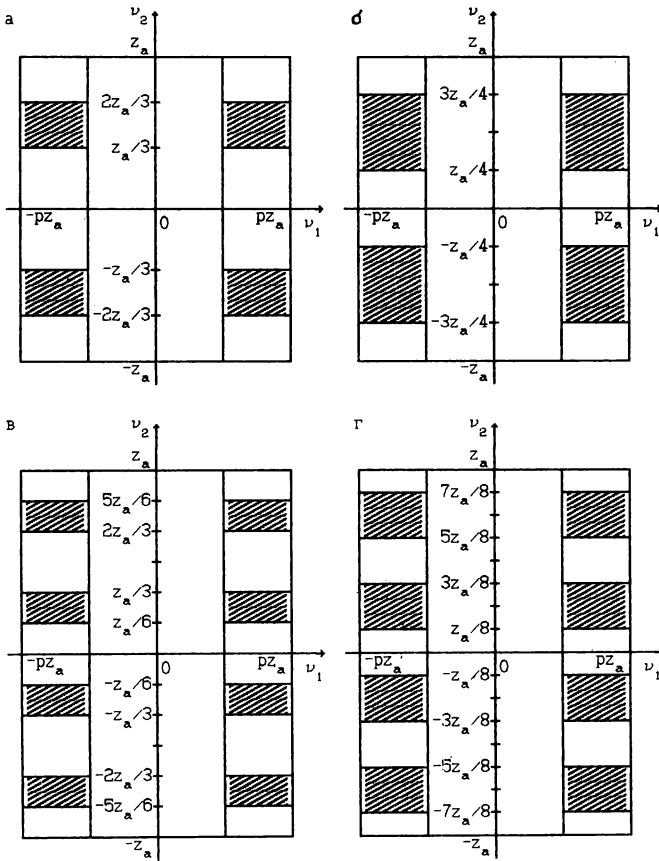 а
ν₂
zₐ
2zₐ/3
zₐ/3
-pzₐ
0
pzₐ
ν₁
-zₐ/3
-2zₐ/3
-zₐ
б
ν₂
zₐ
3zₐ/4
zₐ/4
-pzₐ
0
pzₐ
ν₁
-zₐ/4
-3zₐ/4
-zₐ
в
ν₂
zₐ
5zₐ/6
2zₐ/3
zₐ/3
zₐ/6
-pzₐ
0
pzₐ
ν₁
-zₐ/6
-zₐ/3
-2zₐ/3
-5zₐ/6
-zₐ
г
ν₂
zₐ
7zₐ/8
5zₐ/8
3zₐ/8
zₐ/8
-pzₐ
0
pzₐ
ν₁
-zₐ/8
-3zₐ/8
-5zₐ/8
-7zₐ/8
-zₐ